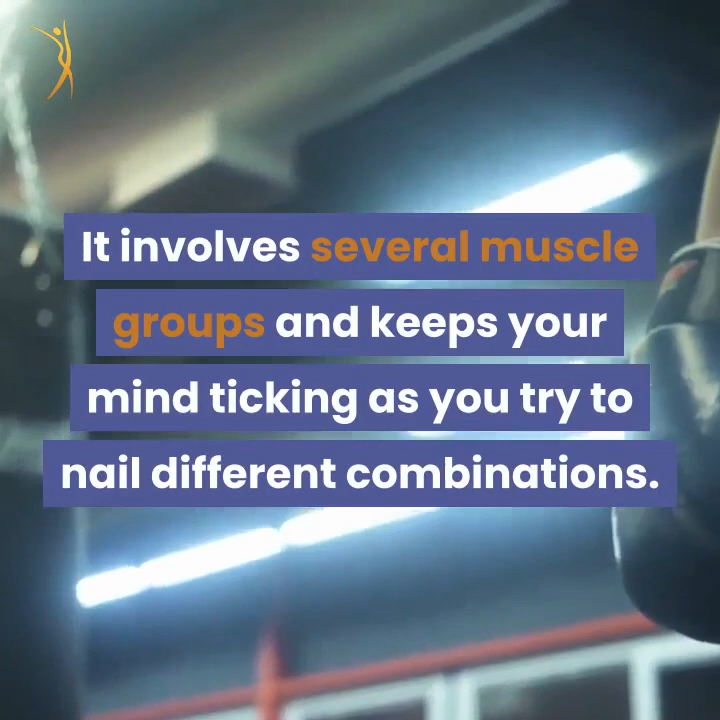 It involves several muscle
groups and keeps your
mind ticking as you try to
nail different combinations.